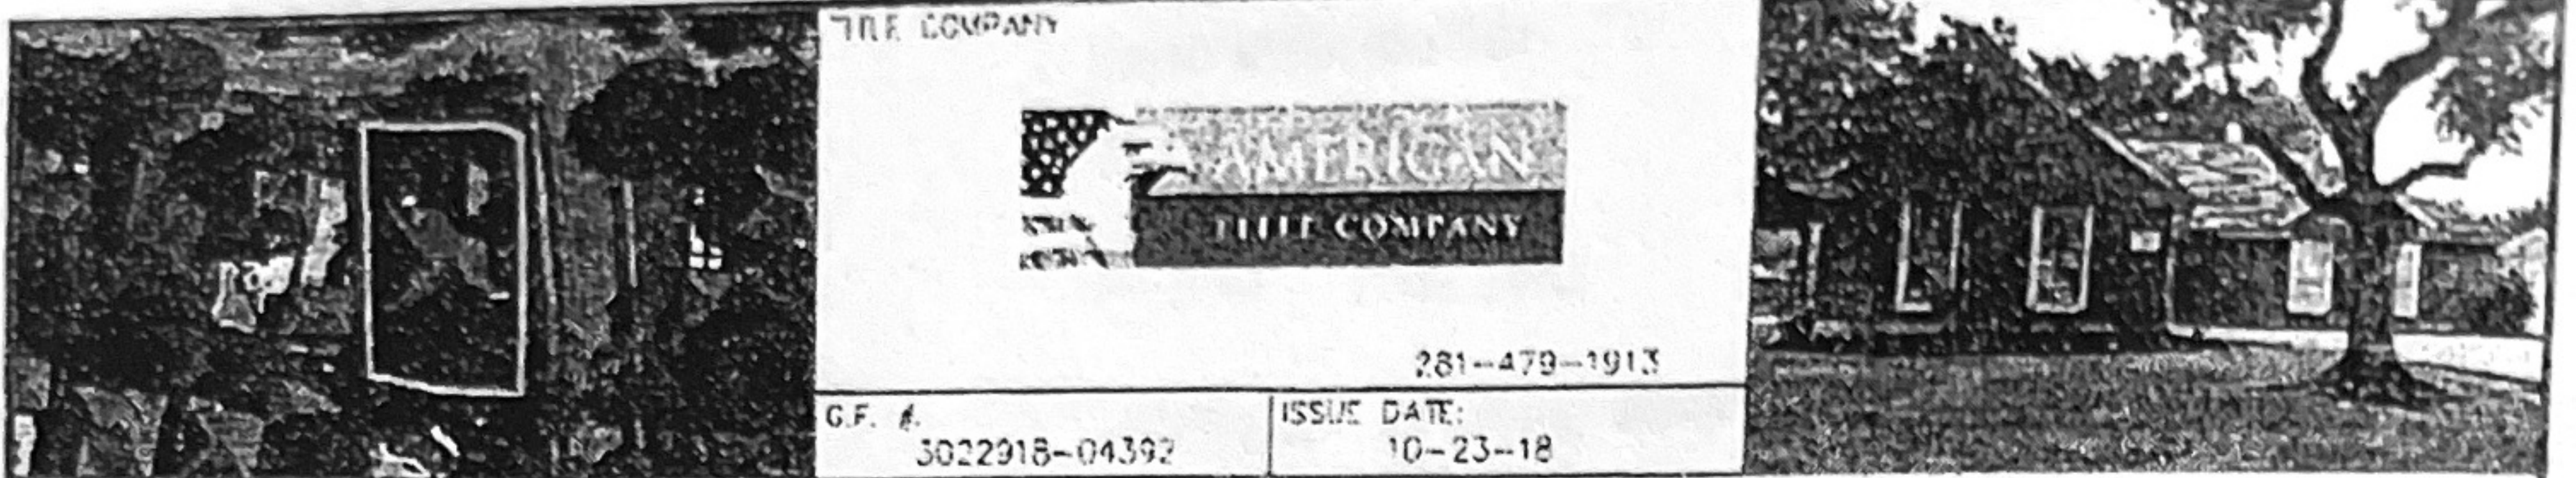 TITLE COMPANY
AMERICAN
TITLE COMPANY
281-479-1913
G.F. #:
3022918-04392
ISSUE DATE:
10-23-18